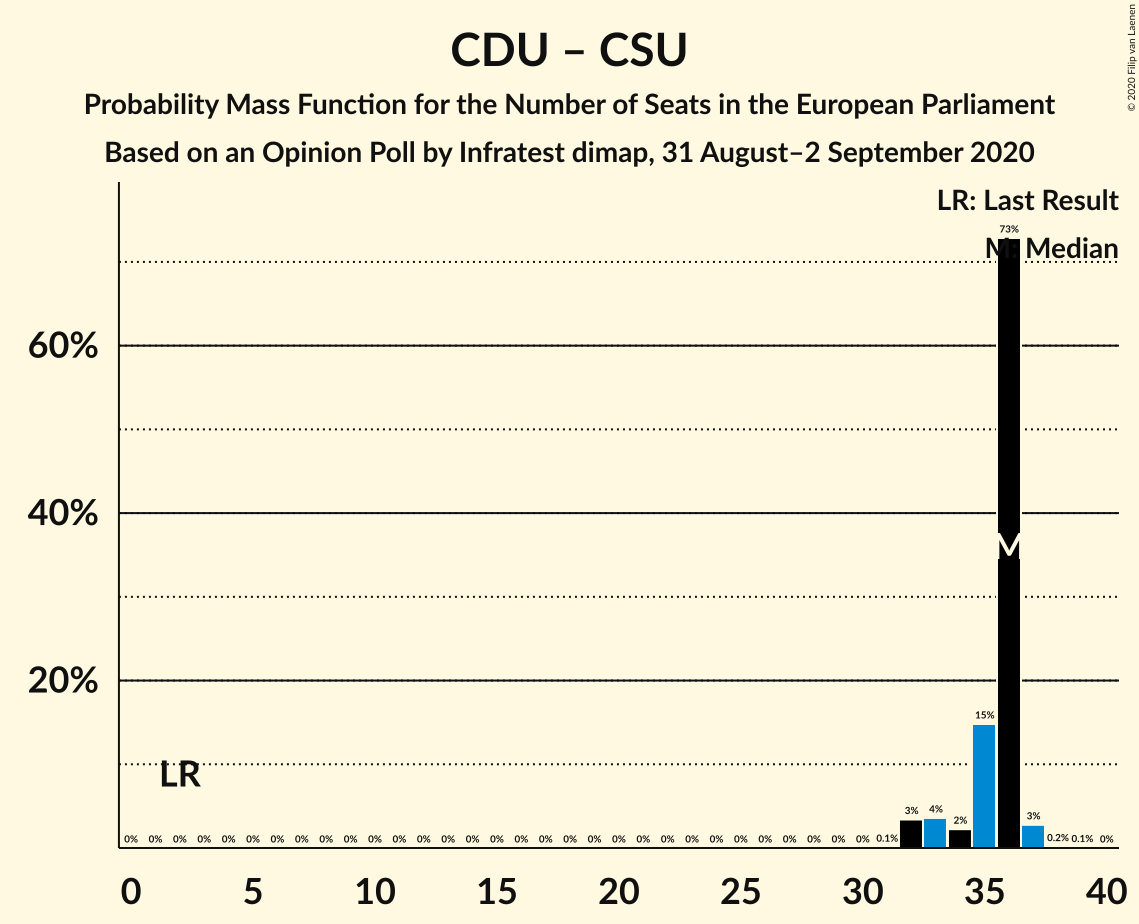 CDU – CSU
Probability Mass Function for the Number of Seats in the European Parliament
Based on an Opinion Poll by Infratest dimap, 31 August–2 September 2020
© 2020 Filip van Laenen
LR: Last Result
M: Median
73%
60%
40%
M
20%
15%
LR
3% 4% 2% 3%
0% 0% 0% 0% 0% 0% 0% 0% 0% 0% 0% 0% 0% 0% 0% 0% 0% 0% 0% 0% 0% 0% 0% 0% 0% 0% 0% 0% 0% 0% 0% 0.1% 0.2% 0.1% 0%
0 5 10 15 20 25 30 35 40